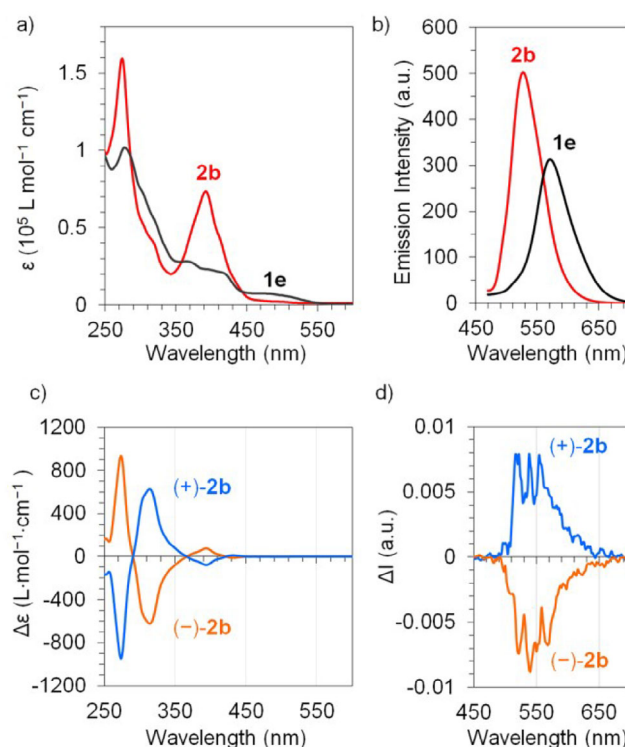 a)
ε (10⁵ L mol⁻¹ cm⁻¹)
1.5
1
0.5
0
2b
1e
250 350 450 550
Wavelength (nm)
b)
Emission Intensity (a.u.)
600
500
400
300
200
100
0
2b
1e
450 550 650
Wavelength (nm)
c)
Δε (L·mol⁻¹·cm⁻¹)
1200
800
400
0
-400
-800
-1200
(+)-2b
(−)-2b
250 350 450 550
Wavelength (nm)
d)
ΔI (a.u.)
0.01
0.005
0
-0.005
-0.01
(+)-2b
(−)-2b
450 550 650
Wavelength (nm)